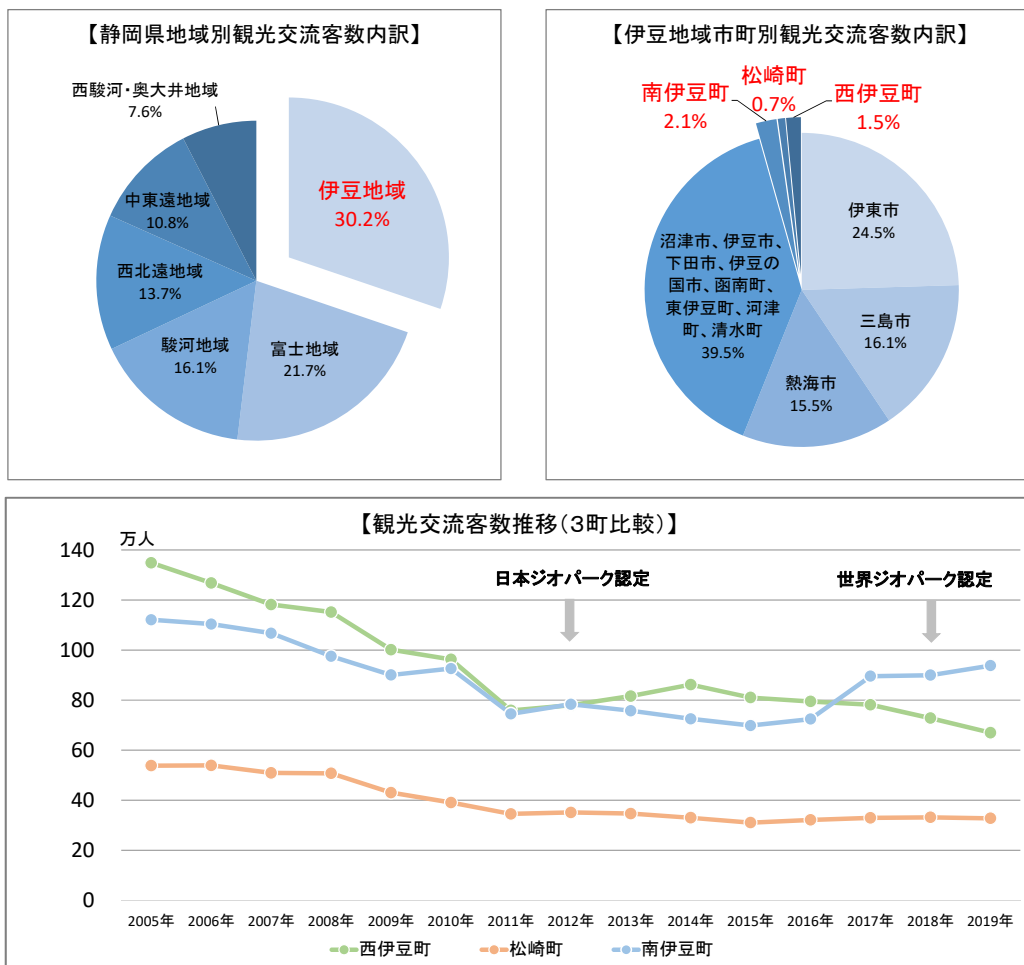 【静岡県地域別観光交流客数内訳】
西駿河・奥大井地域
7.6%
伊豆地域
30.2%
中東遠地域
10.8%
西北遠地域
13.7%
駿河地域
16.1%
富士地域
21.7%
【伊豆地域市町別観光交流客数内訳】
松崎町
0.7%
南伊豆町
2.1%
西伊豆町
1.5%
伊東市
24.5%
沼津市、伊豆市、
下田市、伊豆の
国市、函南町、
東伊豆町、河津
町、清水町
39.5%
三島市
16.1%
熱海市
15.5%
【観光交流客数推移(3町比較)】
万人
140
120
100
80
60
40
20
0
日本ジオパーク認定
世界ジオパーク認定
2005年 2006年 2007年 2008年 2009年 2010年 2011年 2012年 2013年 2014年 2015年 2016年 2017年 2018年 2019年
西伊豆町 松崎町 南伊豆町